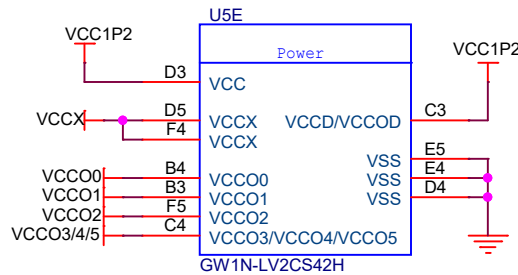 U5E
Power
VCC1P2
D3
VCC
VCCX
D5
VCCX
F4
VCCX
VCCO0
B4
VCCO0
VCCO1
B3
VCCO1
VCCO2
F5
VCCO2
VCCO3/4/5
C4
VCCO3/VCCO4/VCCO5
VCC1P2
C3
VCCD/VCCOD
E5
VSS
E4
VSS
D4
VSS
GW1N-LV2CS42H